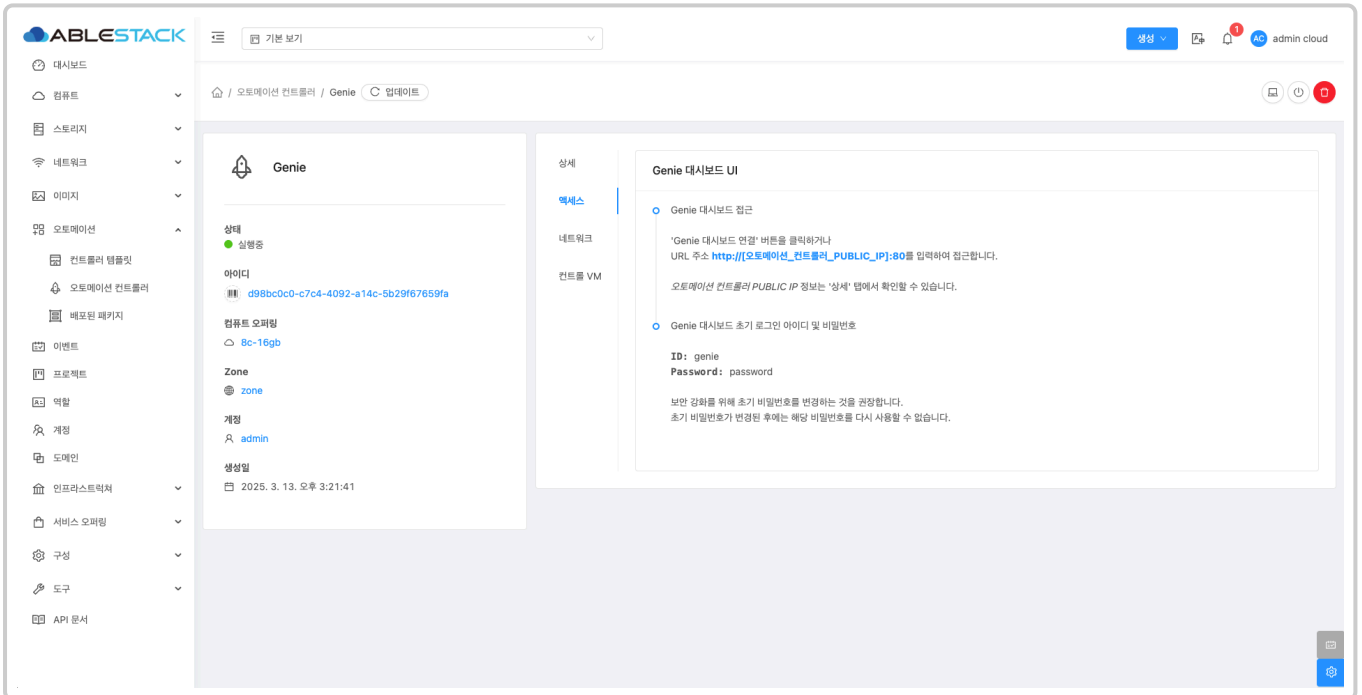 ABLESTACK
기본 보기
생성
1
AC admin cloud
대시보드
컴퓨트
스토리지
네트워크
이미지
오토메이션
컨트롤러 템플릿
오토메이션 컨트롤러
배포된 패키지
이벤트
프로젝트
역할
계정
도메인
인프라스트럭쳐
서비스 오퍼링
구성
도구
API 문서
/ 오토메이션 컨트롤러 / Genie 업데이트
Genie
상태
실행중
아이디
d98bc0c0-c7c4-4092-a14c-5b29f67659fa
컴퓨트 오퍼링
8c-16gb
Zone
zone
계정
admin
생성일
2025. 3. 13. 오후 3:21:41
상세
액세스
네트워크
컨트롤 VM
Genie 대시보드 UI
Genie 대시보드 접근
'Genie 대시보드 연결' 버튼을 클릭하거나
URL 주소 http://[오토메이션_컨트롤러_PUBLIC_IP]:80를 입력하여 접근합니다.
오토메이션 컨트롤러 PUBLIC IP 정보는 '상세' 탭에서 확인할 수 있습니다.
Genie 대시보드 초기 로그인 아이디 및 비밀번호
ID: genie
Password: password
보안 강화를 위해 초기 비밀번호를 변경하는 것을 권장합니다.
초기 비밀번호가 변경된 후에는 해당 비밀번호를 다시 사용할 수 없습니다.